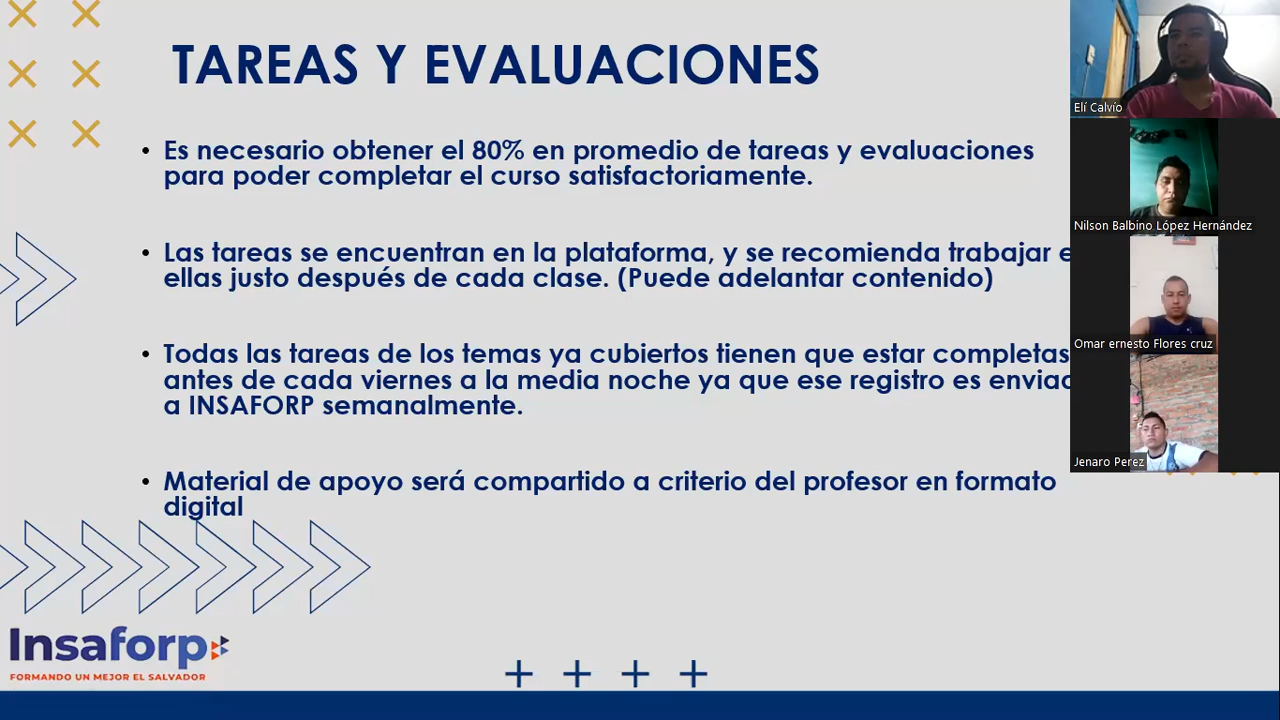 TAREAS Y EVALUACIONES
• Es necesario obtener el 80% en promedio de tareas y evaluaciones
para poder completar el curso satisfactoriamente.
• Las tareas se encuentran en la plataforma, y se recomienda trabajar e
ellas justo después de cada clase. (Puede adelantar contenido)
• Todas las tareas de los temas ya cubiertos tienen que estar completas
antes de cada viernes a la media noche ya que ese registro es enviad
a INSAFORP semanalmente.
• Material de apoyo será compartido a criterio del profesor en formato
digital
Insaforp
FORMANDO UN MEJOR EL SALVADOR
Elí Calvío
Nilson Balbino López Hernández
Omar ernesto Flores cruz
Jenaro Perez